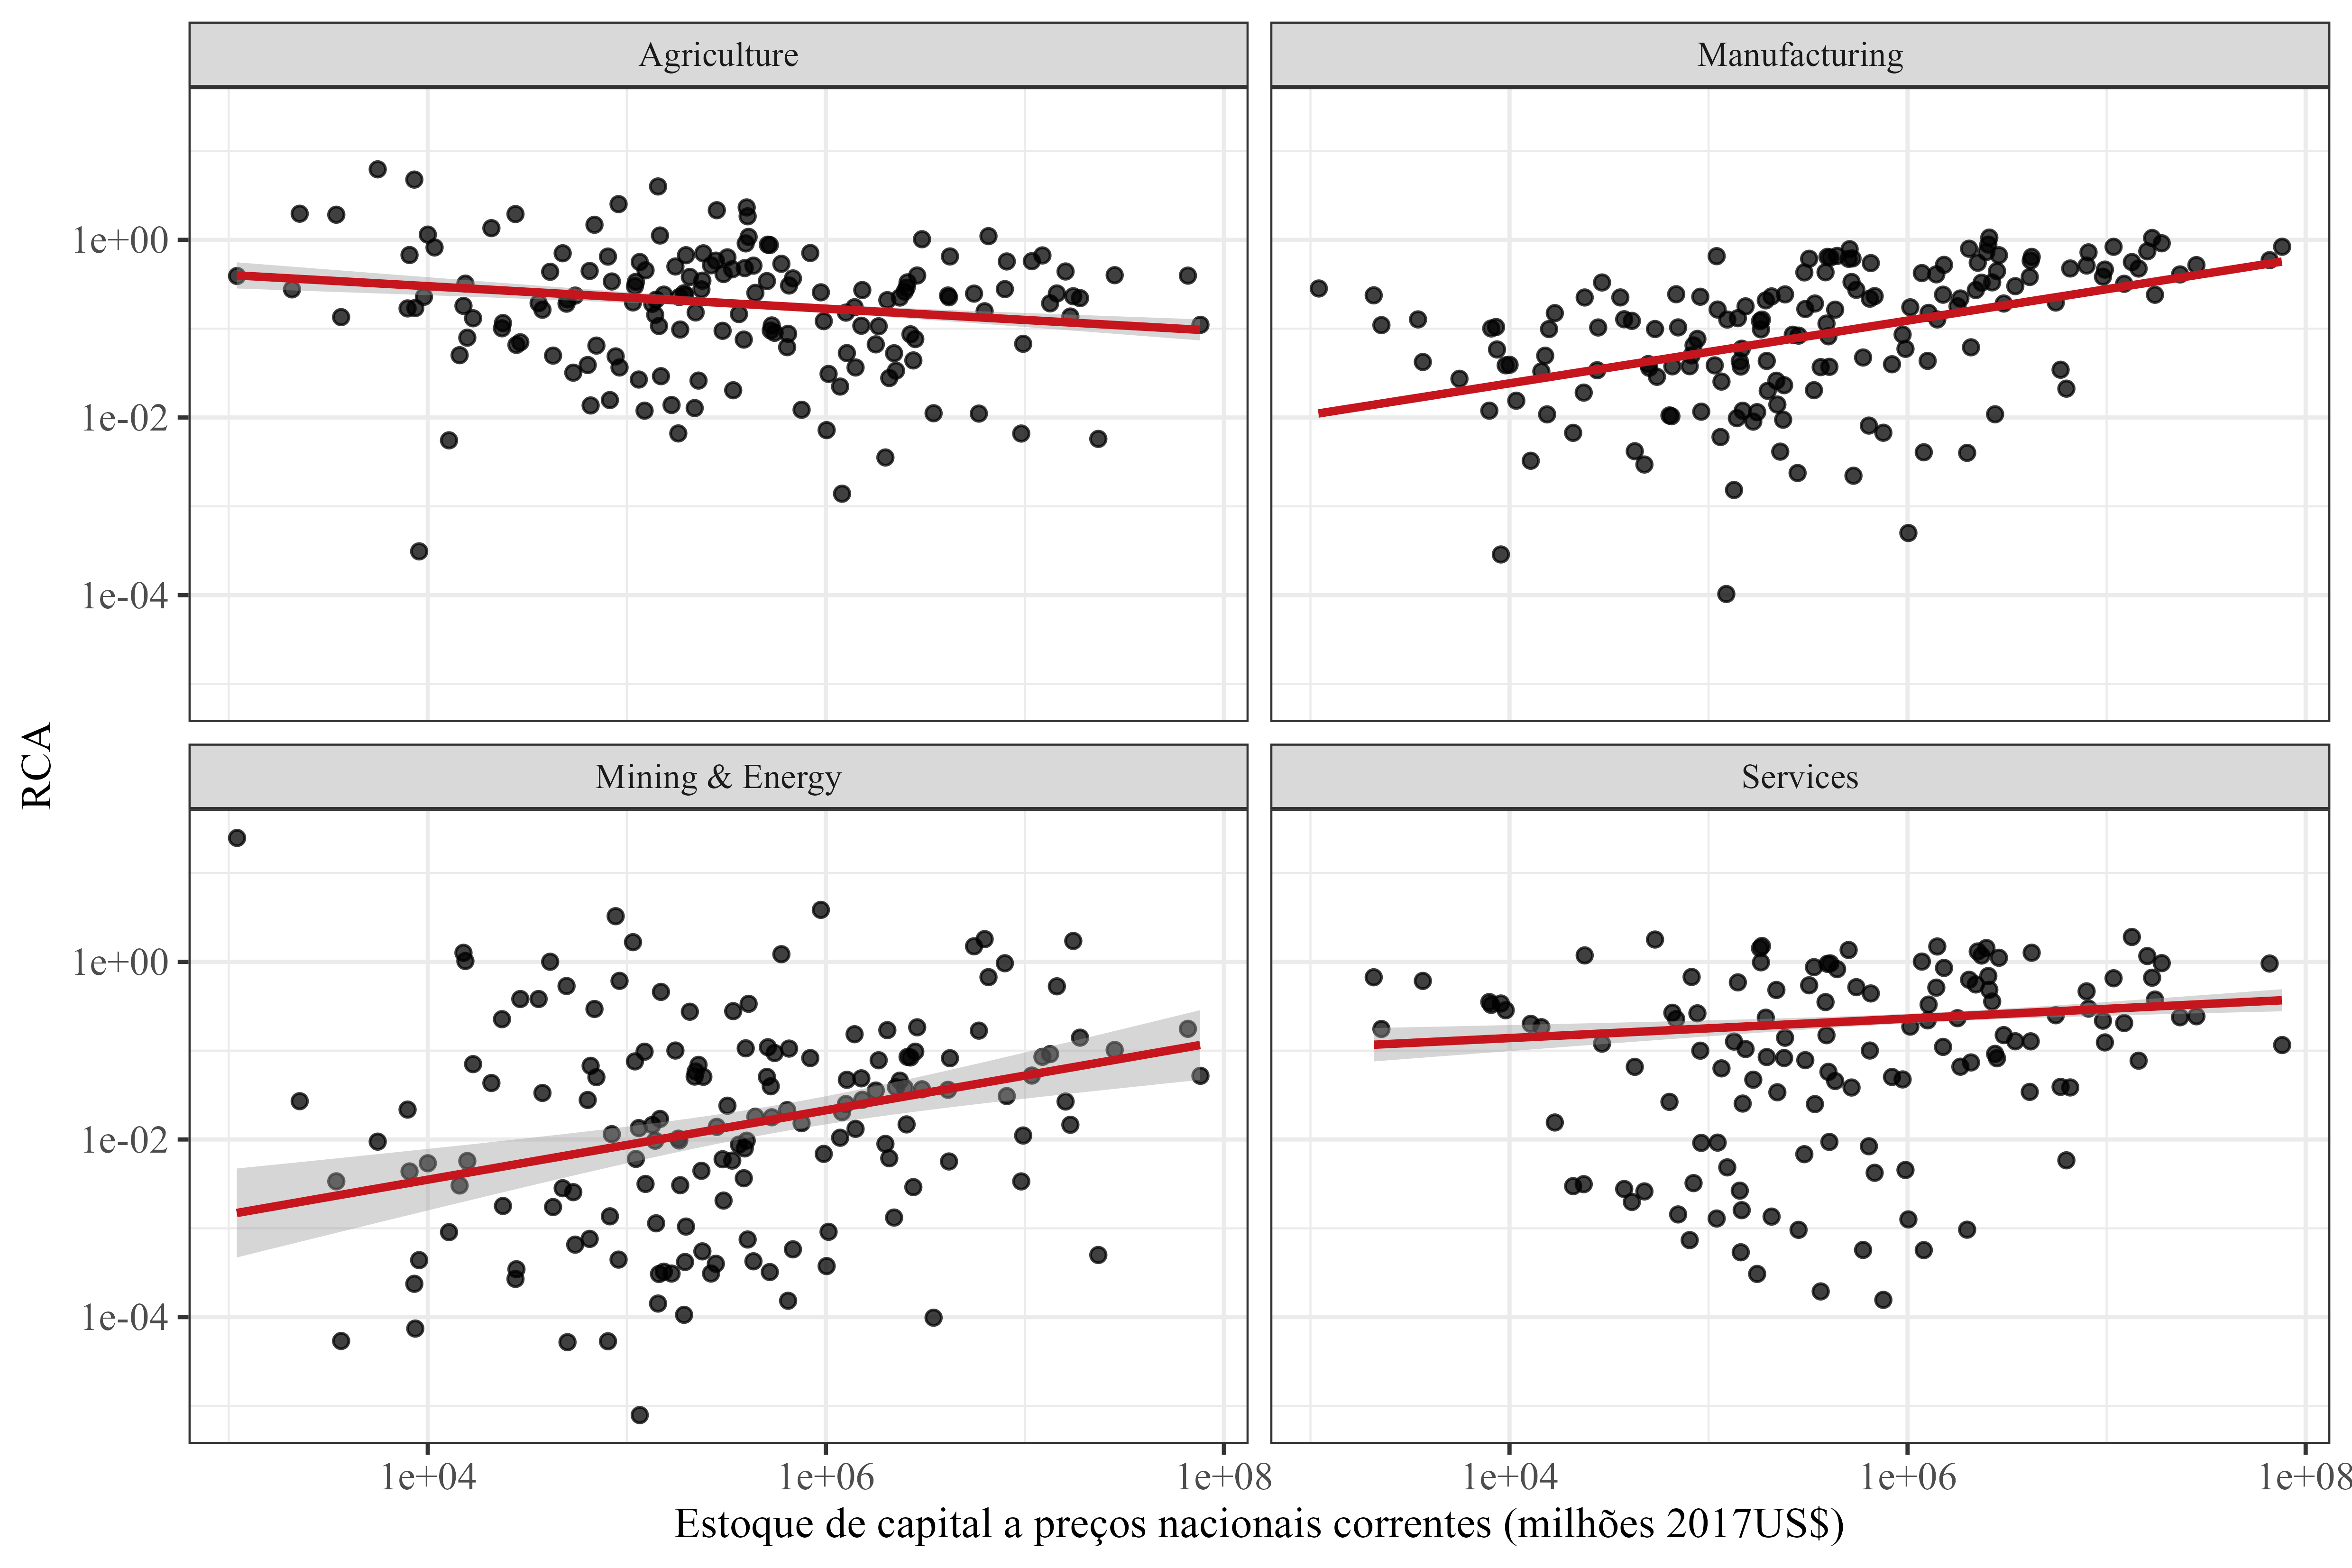 Agriculture
Manufacturing
1e+00
1e-02
1e-04
RCA
Mining & Energy
Services
1e+00
1e-02
1e-04
1e+04
1e+06
1e+08
1e+04
1e+06
1e+08
Estoque de capital a preços nacionais correntes (milhões 2017US$)